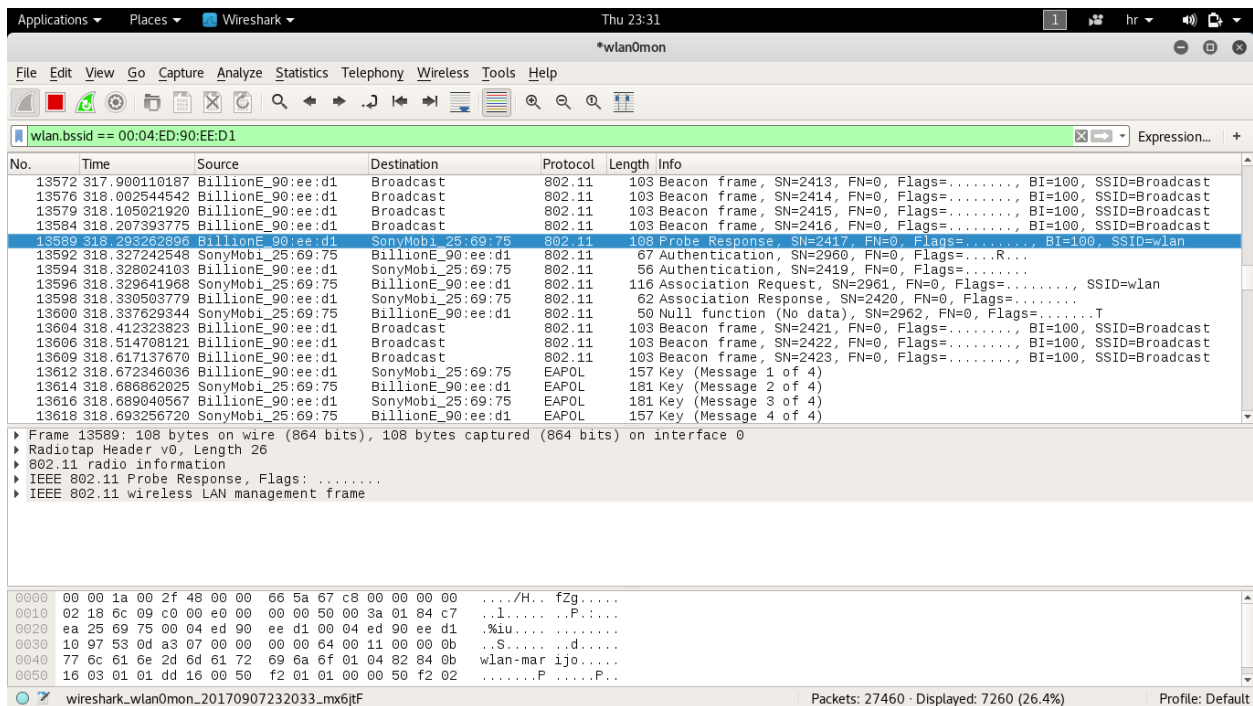 Applications ▾ Places ▾ Wireshark ▾ Thu 23:31 1 hr ▾
*wlan0mon
File Edit View Go Capture Analyze Statistics Telephony Wireless Tools Help
wlan.bssid == 00:04:ED:90:EE:D1 Expression... +
No. Time Source Destination Protocol Length Info
13572 317.900110187 BillionE_90:ee:d1 Broadcast 802.11 103 Beacon frame, SN=2413, FN=0, Flags=........, BI=100, SSID=Broadcast
13576 318.002544542 BillionE_90:ee:d1 Broadcast 802.11 103 Beacon frame, SN=2414, FN=0, Flags=........, BI=100, SSID=Broadcast
13579 318.105021920 BillionE_90:ee:d1 Broadcast 802.11 103 Beacon frame, SN=2415, FN=0, Flags=........, BI=100, SSID=Broadcast
13584 318.207393775 BillionE_90:ee:d1 Broadcast 802.11 103 Beacon frame, SN=2416, FN=0, Flags=........, BI=100, SSID=Broadcast
13589 318.293262896 BillionE_90:ee:d1 SonyMobi_25:69:75 802.11 108 Probe Response, SN=2417, FN=0, Flags=........, BI=100, SSID=wlan
13592 318.327242548 SonyMobi_25:69:75 BillionE_90:ee:d1 802.11 67 Authentication, SN=2960, FN=0, Flags=....R...
13594 318.328024103 BillionE_90:ee:d1 SonyMobi_25:69:75 802.11 56 Authentication, SN=2419, FN=0, Flags=........
13596 318.329641968 SonyMobi_25:69:75 BillionE_90:ee:d1 802.11 116 Association Request, SN=2961, FN=0, Flags=........, SSID=wlan
13598 318.330503779 BillionE_90:ee:d1 SonyMobi_25:69:75 802.11 62 Association Response, SN=2420, FN=0, Flags=........
13600 318.337629344 SonyMobi_25:69:75 BillionE_90:ee:d1 802.11 50 Null function (No data), SN=2962, FN=0, Flags=.......T
13604 318.412323823 BillionE_90:ee:d1 Broadcast 802.11 103 Beacon frame, SN=2421, FN=0, Flags=........, BI=100, SSID=Broadcast
13606 318.514708121 BillionE_90:ee:d1 Broadcast 802.11 103 Beacon frame, SN=2422, FN=0, Flags=........, BI=100, SSID=Broadcast
13609 318.617137670 BillionE_90:ee:d1 Broadcast 802.11 103 Beacon frame, SN=2423, FN=0, Flags=........, BI=100, SSID=Broadcast
13612 318.672346036 BillionE_90:ee:d1 SonyMobi_25:69:75 EAPOL 157 Key (Message 1 of 4)
13614 318.686862025 SonyMobi_25:69:75 BillionE_90:ee:d1 EAPOL 181 Key (Message 2 of 4)
13616 318.689040567 BillionE_90:ee:d1 SonyMobi_25:69:75 EAPOL 181 Key (Message 3 of 4)
13618 318.693256720 SonyMobi_25:69:75 BillionE_90:ee:d1 EAPOL 157 Key (Message 4 of 4)
▸ Frame 13589: 108 bytes on wire (864 bits), 108 bytes captured (864 bits) on interface 0
▸ Radiotap Header v0, Length 26
▸ 802.11 radio information
▸ IEEE 802.11 Probe Response, Flags: ........
▸ IEEE 802.11 wireless LAN management frame
0000 00 00 1a 00 2f 48 00 00 66 5a 67 c8 00 00 00 00 ..../H.. fZg.....
0010 02 18 6c 09 c0 00 e0 00 00 00 50 00 3a 01 84 c7 ..l..... ..P.:...
0020 ea 25 69 75 00 04 ed 90 ee d1 00 04 ed 90 ee d1 .%iu.... ........
0030 10 97 53 0d a3 07 00 00 00 00 64 00 11 00 00 0b ..S..... ..d.....
0040 77 6c 61 6e 2d 6d 61 72 69 6a 6f 01 04 82 84 0b wlan-mar ijo.....
0050 16 03 01 01 dd 16 00 50 f2 01 01 00 00 50 f2 02 .......P .....P..
wireshark_wlan0mon_20170907232033_mx6jtF Packets: 27460 · Displayed: 7260 (26.4%) Profile: Default